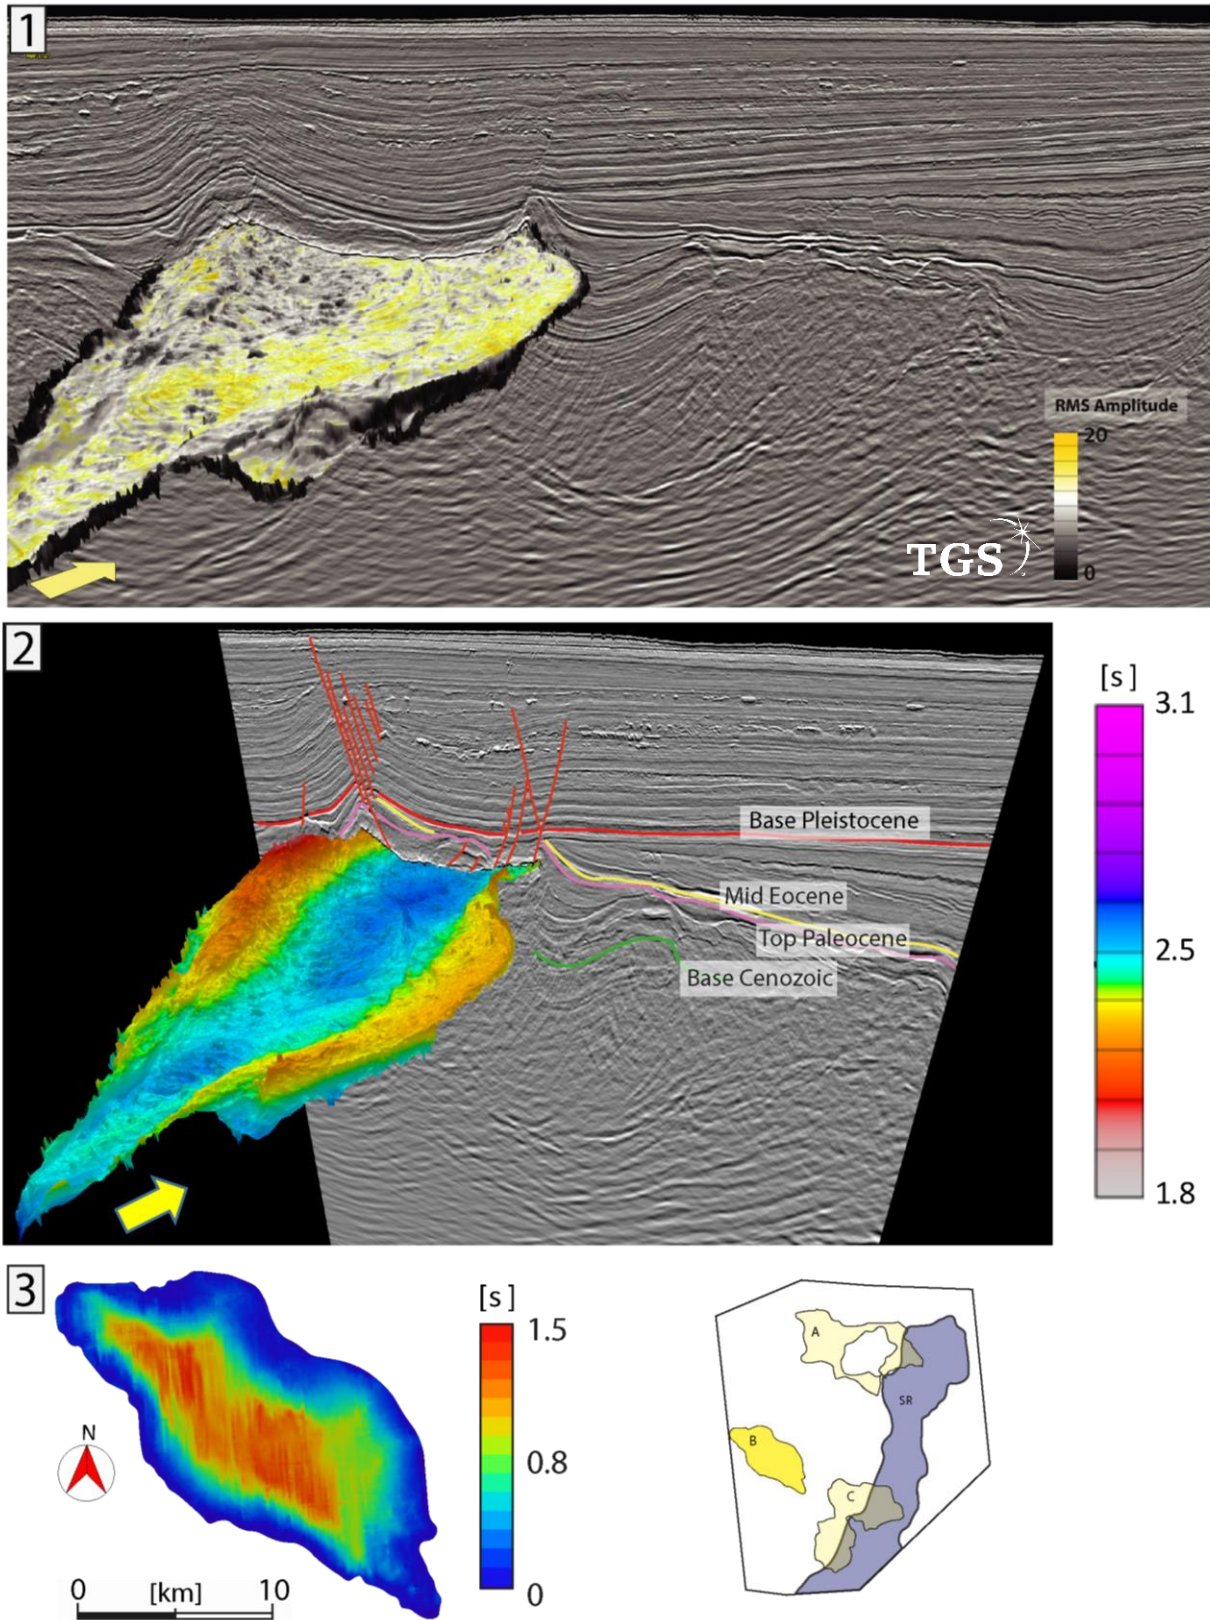 1
RMS Amplitude
20
TGS
0
2
[s]
3.1
Base Pleistocene
Mid Eocene
2.5
Top Paleocene
Base Cenozoic
1.8
3
[s]
1.5
A
SR
N
B
0.8
C
0 [km] 10
0